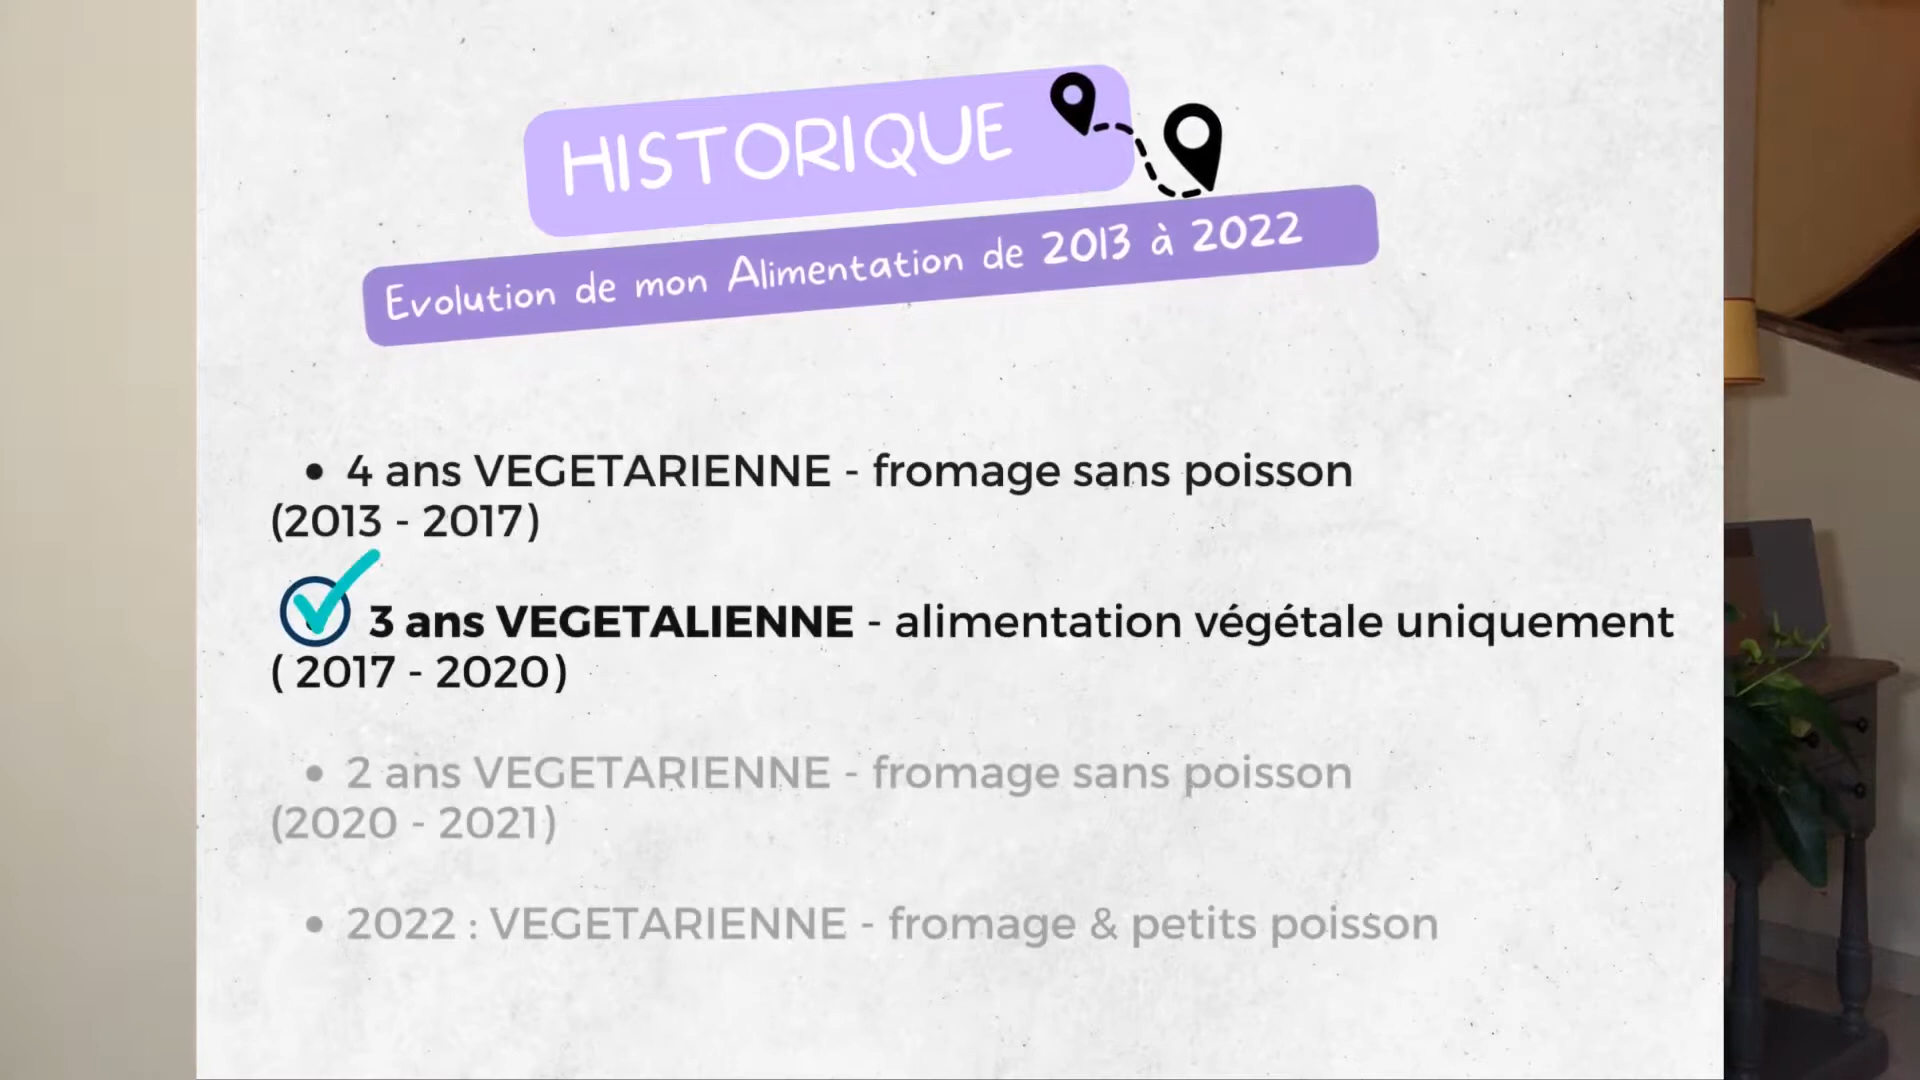 HISTORIQUE
Evolution de mon Alimentation de 2013 à 2022
• 4 ans VEGETARIENNE - fromage sans poisson
(2013 - 2017)
3 ans VEGETALIENNE - alimentation végétale uniquement
( 2017 - 2020)
• 2 ans VEGETARIENNE - fromage sans poisson
(2020 - 2021)
• 2022 : VEGETARIENNE - fromage & petits poisson